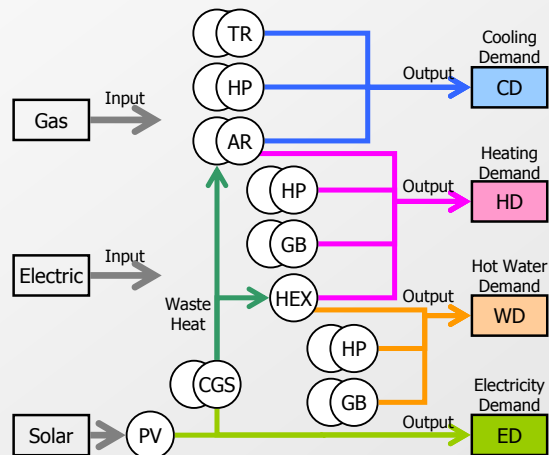 TR
Cooling
Demand
Output
CD
HP
Input
Gas
AR
Heating
Demand
Output
HD
HP
GB
Input
Electric
Waste
Heat
HEX
Hot Water
Demand
Output
WD
HP
CGS
GB
Electricity
Demand
Output
Solar
PV
ED